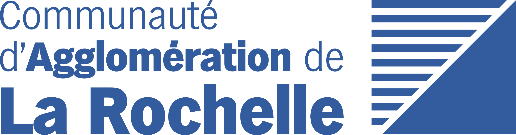 Communauté
d'Agglomération de
La Rochelle